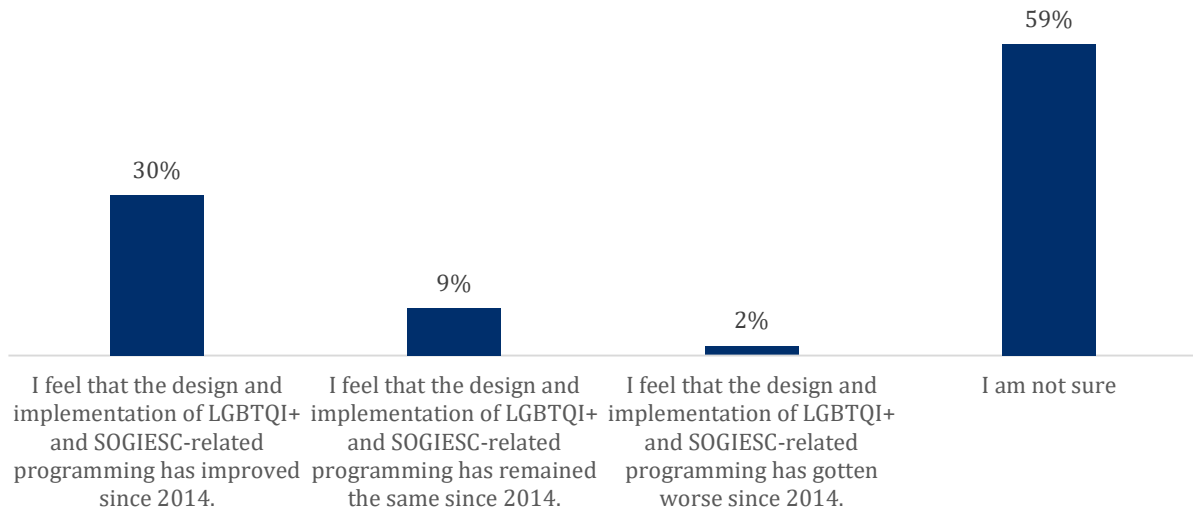 59%
30%
9%
2%
I feel that the design and
implementation of LGBTQI+
and SOGIESC-related
programming has improved
since 2014.
I feel that the design and
implementation of LGBTQI+
and SOGIESC-related
programming has remained
the same since 2014.
I feel that the design and
implementation of LGBTQI+
and SOGIESC-related
programming has gotten
worse since 2014.
I am not sure